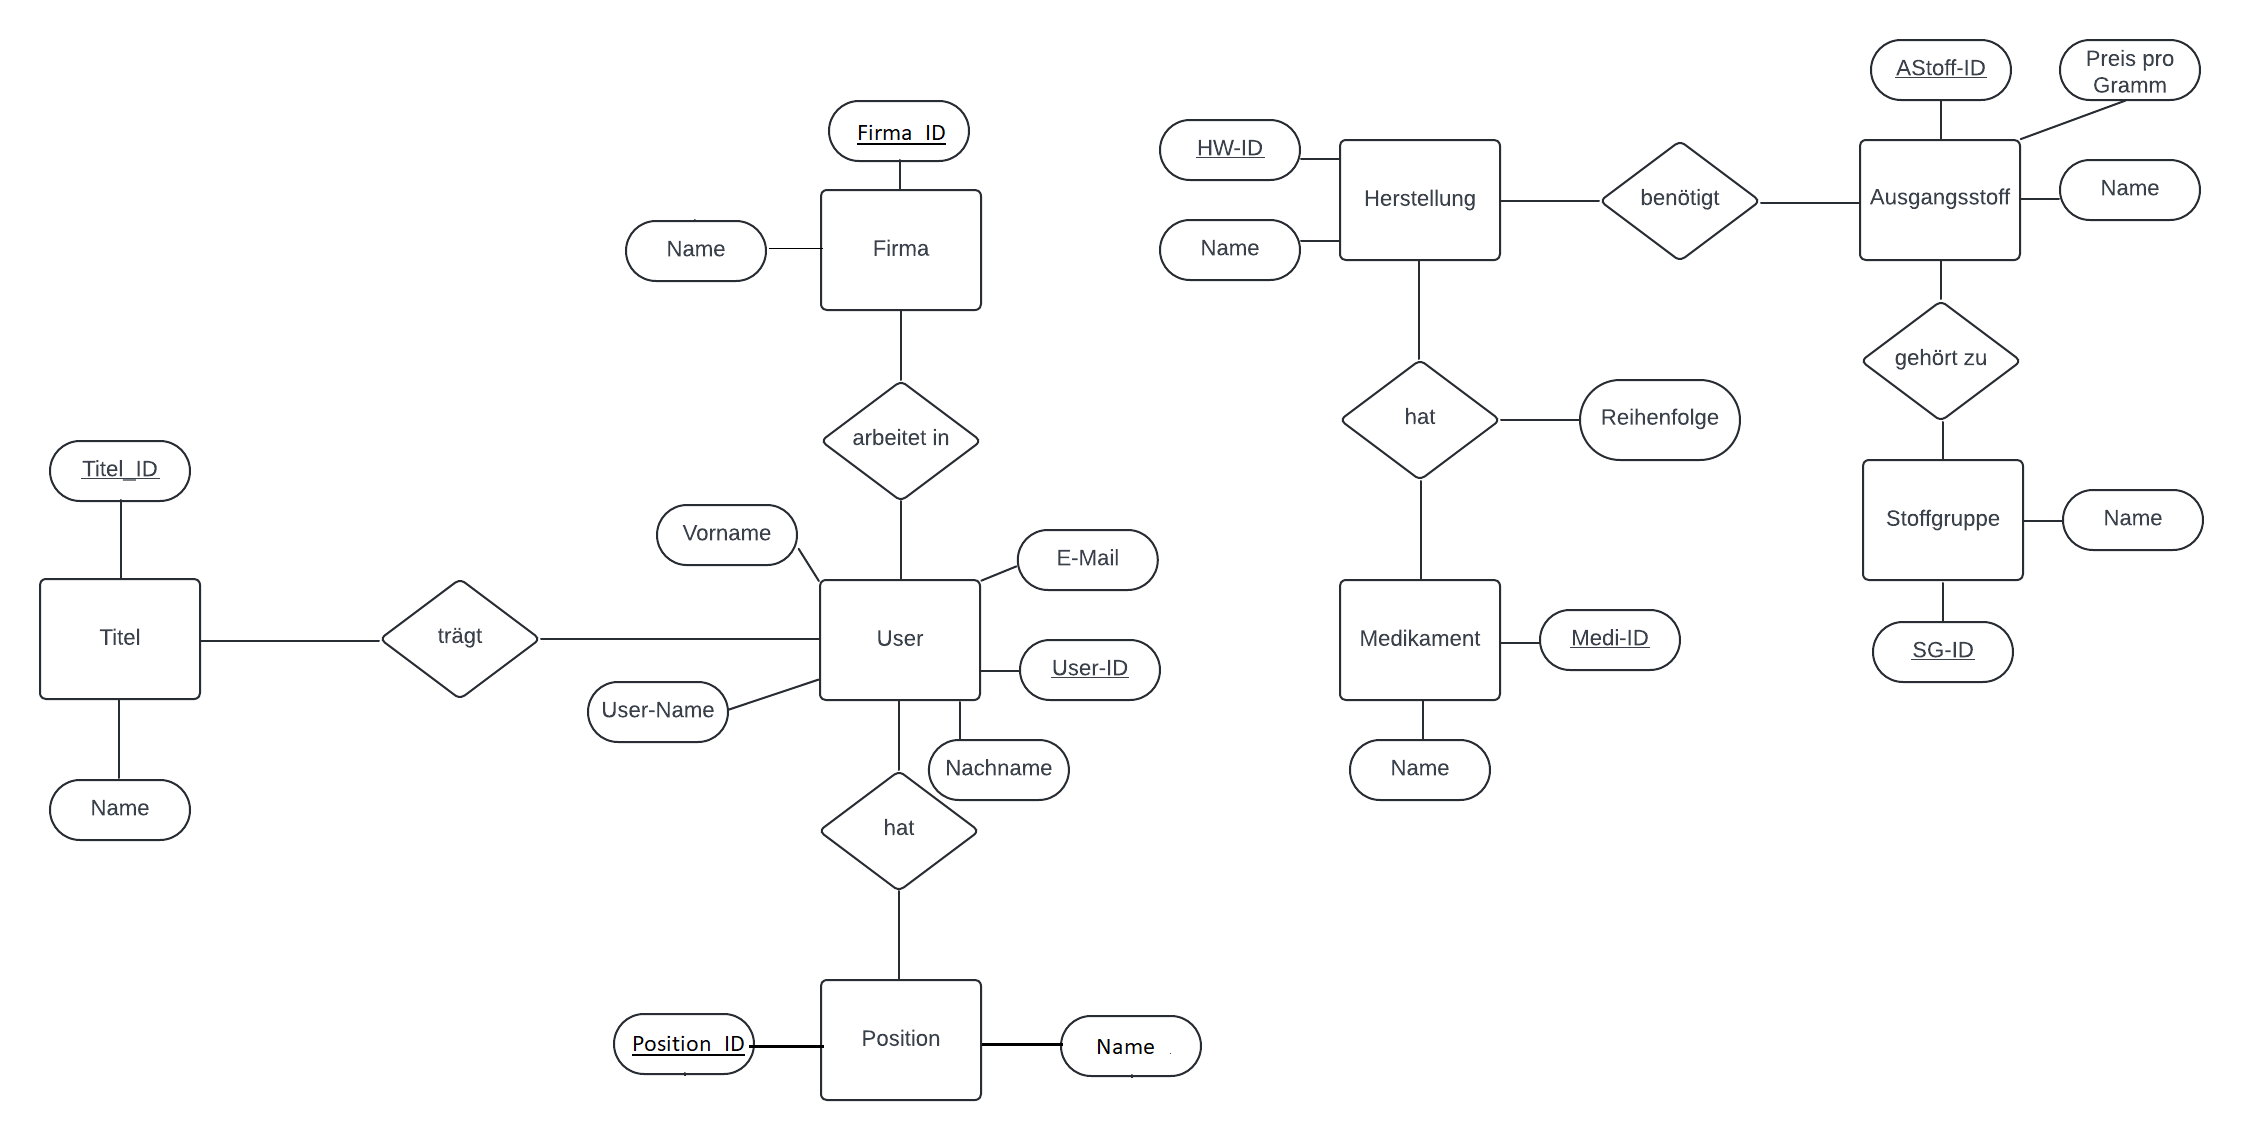 AStoff-ID
Preis pro
Gramm
Firma_ID
HW-ID
Herstellung
benötigt
Ausgangsstoff
Name
Name
Firma
Name
gehört zu
arbeitet in
hat
Reihenfolge
Titel_ID
Vorname
E-Mail
Stoffgruppe
Name
Titel
trägt
User
User-ID
Medikament
Medi-ID
SG-ID
User-Name
Nachname
Name
Name
hat
Position_ID
Position
Name